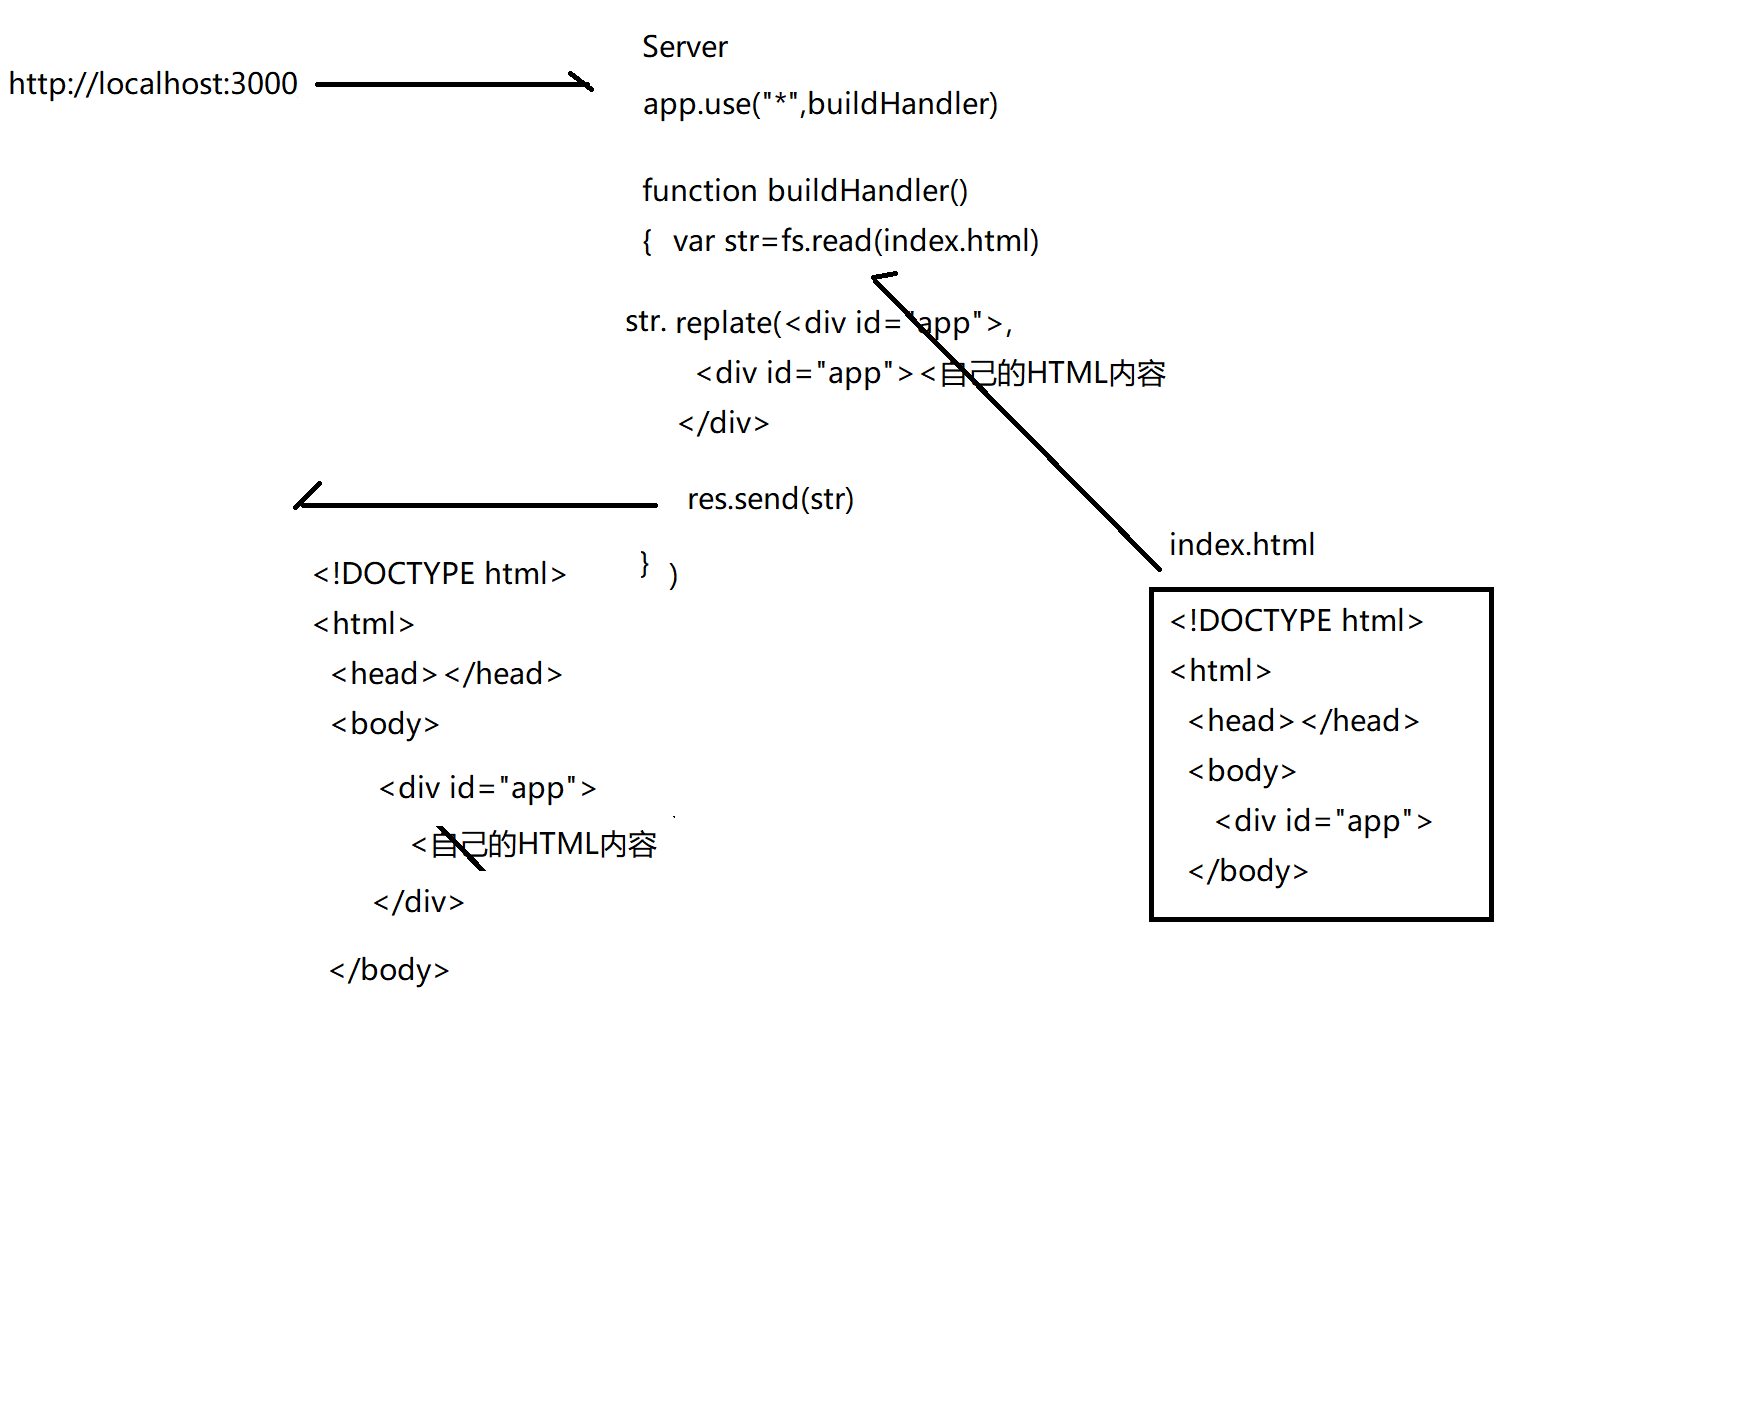 http://localhost:3000
Server
app.use("*",buildHandler)
function buildHandler()
{ var str=fs.read(index.html)
str. replate(<div id="app">,
<div id="app"><自己的HTML内容
</div>
res.send(str)
} )
<!DOCTYPE html>
<html>
<head></head>
<body>
<div id="app">
<自己的HTML内容
</div>
</body>
index.html
<!DOCTYPE html>
<html>
<head></head>
<body>
<div id="app">
</body>